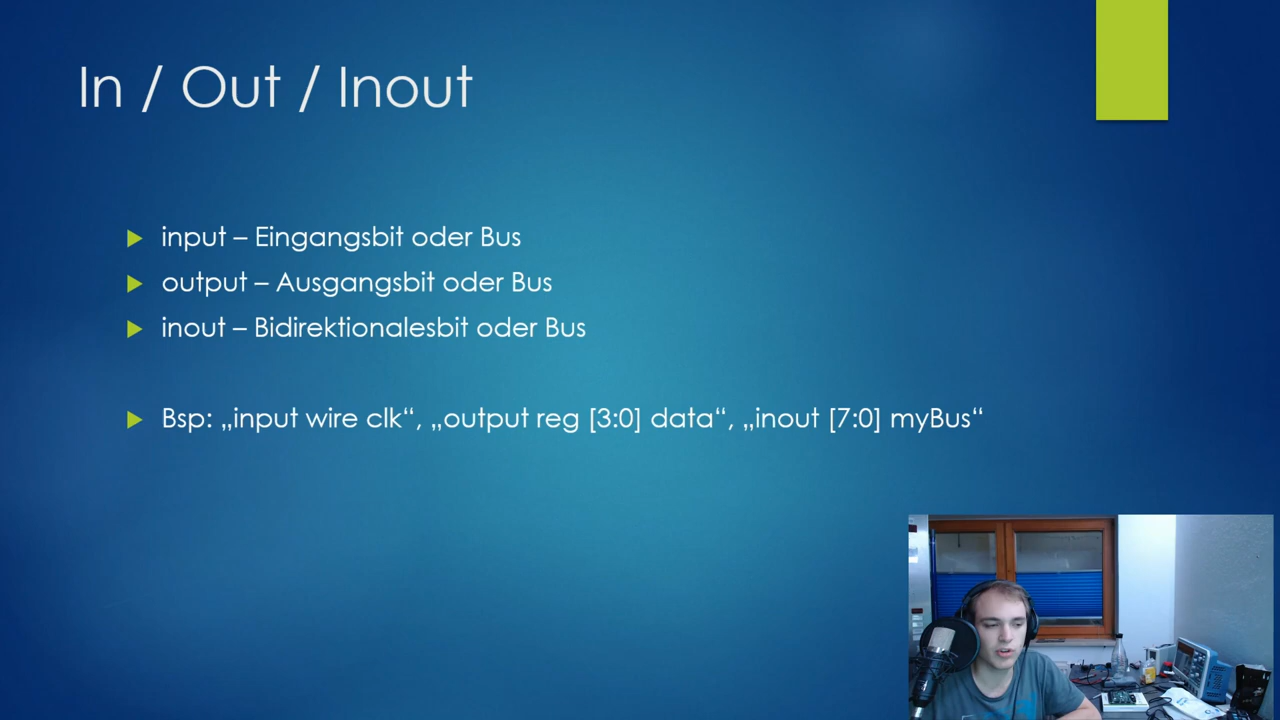 In / Out / Inout
input – Eingangsbit oder Bus
output – Ausgangsbit oder Bus
inout – Bidirektionalesbit oder Bus
Bsp: „input wire clk“, „output reg [3:0] data“, „inout [7:0] myBus“